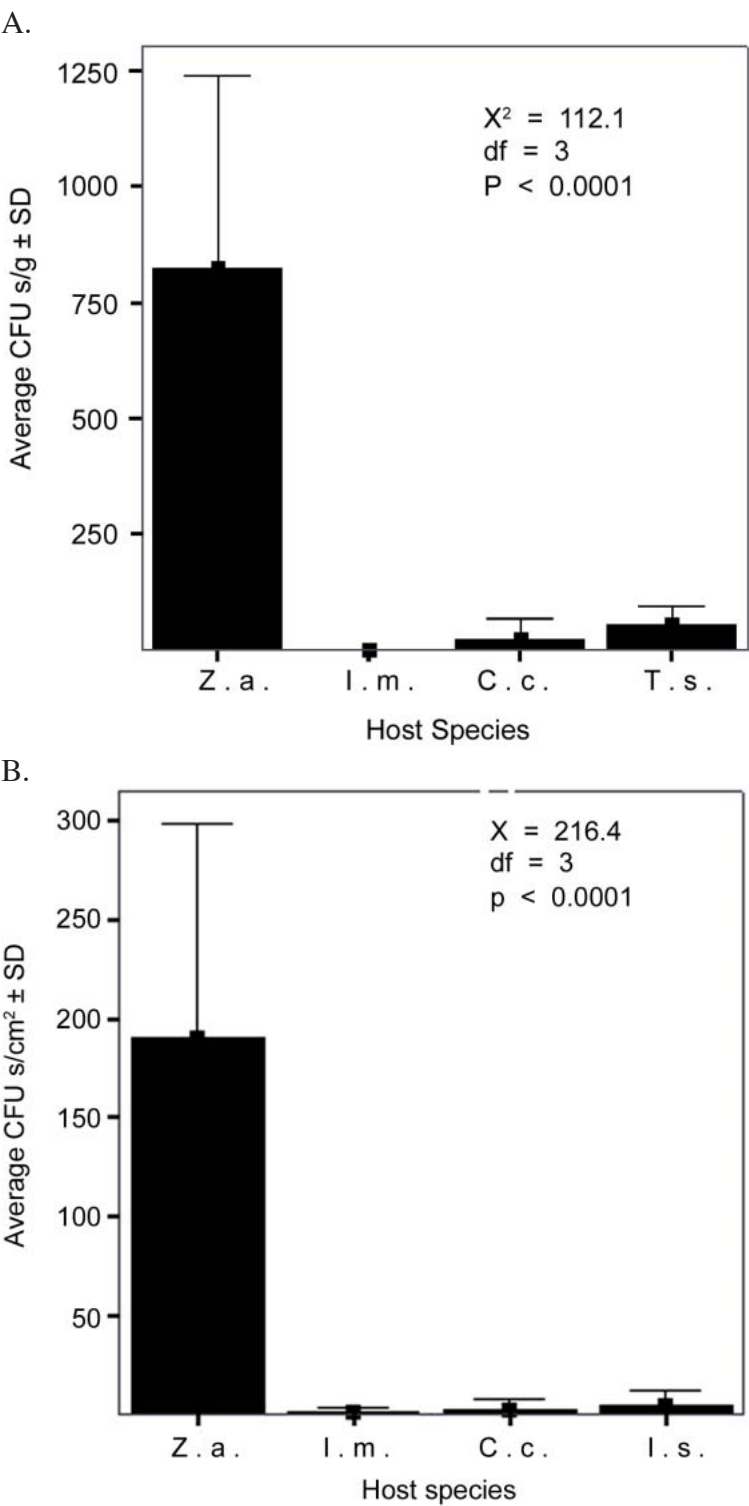 A.
Average CFU s/g ± SD
1250
1000
750
500
250
X² = 112.1
df = 3
P < 0.0001
Z.a. I.m. C.c. T.s.
Host Species
B.
Average CFU s/cm² ± SD
300
250
200
150
100
50
X = 216.4
df = 3
p < 0.0001
Z.a. I.m. C.c. I.s.
Host species